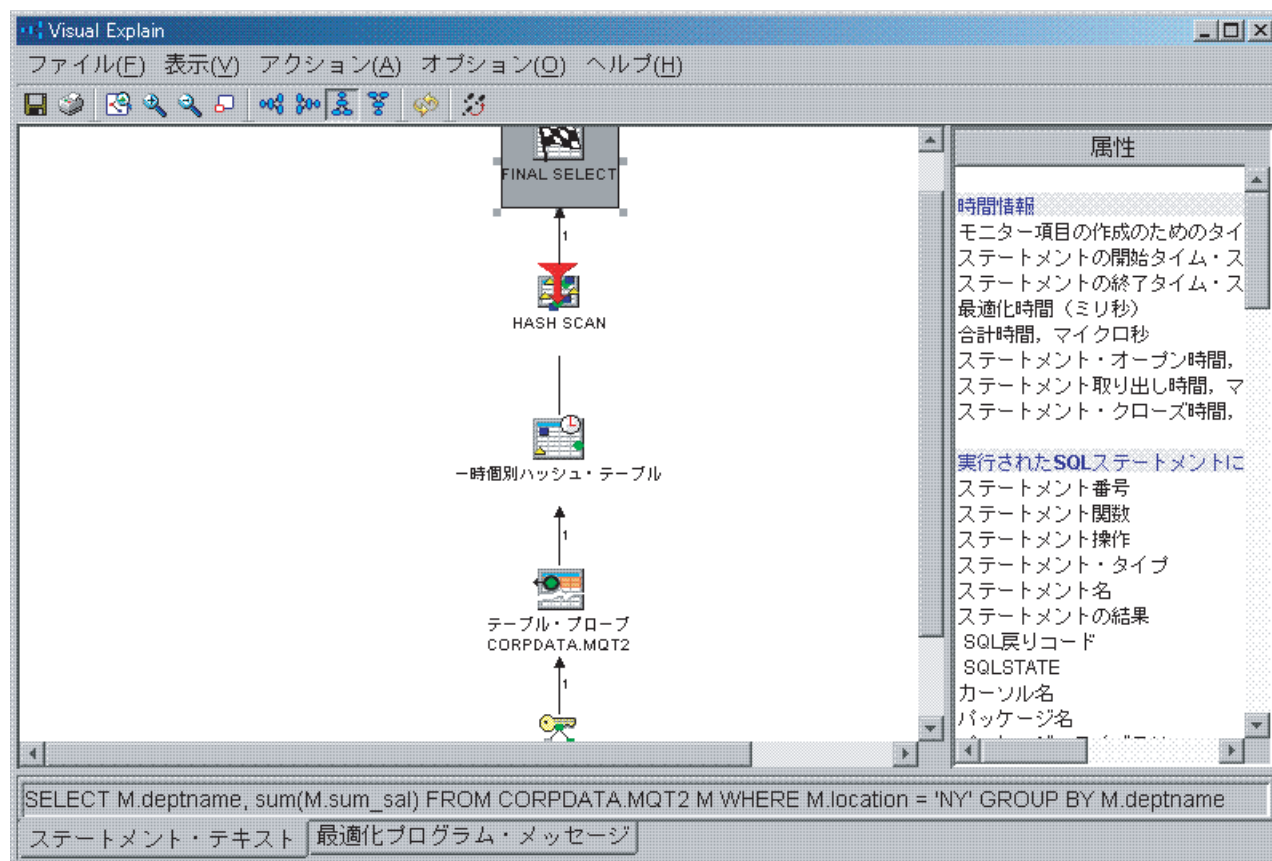 Visual Explain
ファイル(F) 表示(V) アクション(A) オプション(O) ヘルプ(H)
FINAL SELECT
1
HASH SCAN
一時個別ハッシュ・テーブル
1
テーブル・プローブ
CORPDATA.MQT2
1
属性
時間情報
モニター項目の作成のためのタイ
ステートメントの開始タイム・ス
ステートメントの終了タイム・ス
最適化時間（ミリ秒）
合計時間, マイクロ秒
ステートメント・オープン時間,
ステートメント取り出し時間, マ
ステートメント・クローズ時間,
実行されたSQLステートメントに
ステートメント番号
ステートメント関数
ステートメント操作
ステートメント・タイプ
ステートメント名
ステートメントの結果
SQL戻りコード
SQLSTATE
カーソル名
パッケージ名
SELECT M.deptname, sum(M.sum_sal) FROM CORPDATA.MQT2 M WHERE M.location = 'NY' GROUP BY M.deptname
ステートメント・テキスト
最適化プログラム・メッセージ